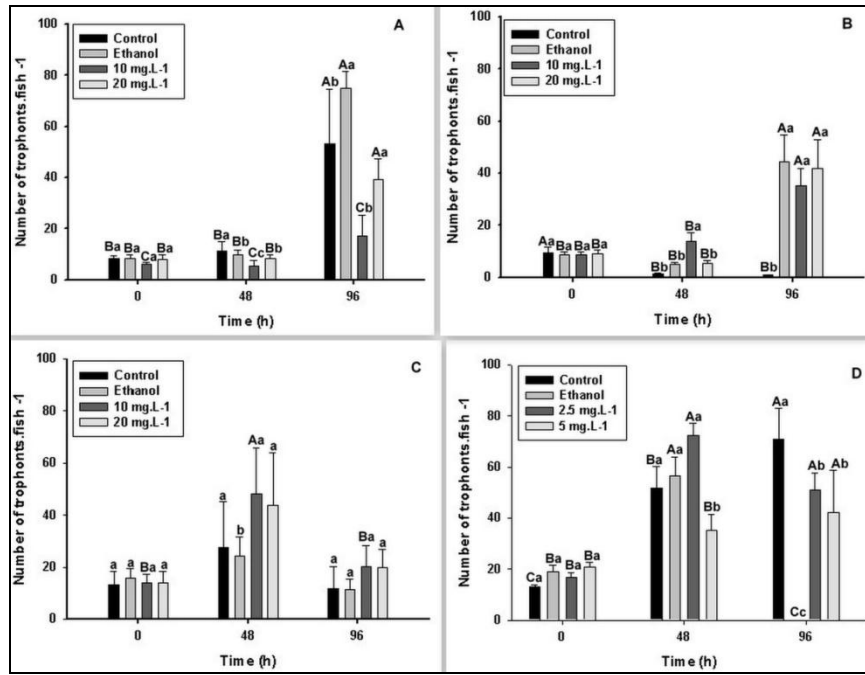 A
Number of trophonts.fish -1
100
80
60
40
20
0
Control
Ethanol
10 mg.L-1
20 mg.L-1
Ba Ba Ca Ba
Ba Bb Cc Bb
Ab Aa Cb Aa
0 48 96
Time (h)
B
Number of trophonts.fish -1
100
80
60
40
20
0
Control
Ethanol
10 mg.L-1
20 mg.L-1
Aa Ba Ba Ba
Bb Bb Ba Bb
Bb Aa Aa Aa
0 48 96
Time (h)
C
Number of trophonts.fish -1
100
80
60
40
20
0
Control
Ethanol
10 mg.L-1
20 mg.L-1
a a Ba a
a b Aa a
a a Ba a
0 48 96
Time (h)
D
Number of trophonts.fish -1
100
80
60
40
20
0
Control
Ethanol
2.5 mg.L-1
5 mg.L-1
Ca Ba Ba Ba
Ba Aa Aa Bb
Aa Cc Ab Ab
0 48 96
Time (h)